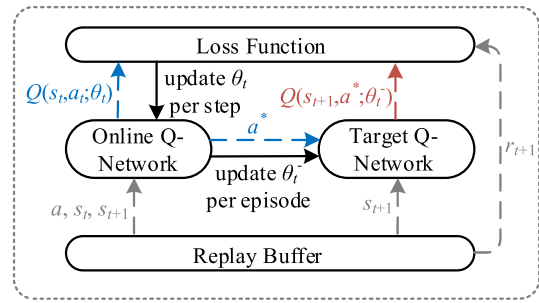 Loss Function
Q(s_t,a_t;θ_t)
update θ_t
per step
Q(s_{t+1},a*;θ_t^-)
Online Q-
Network
a*
Target Q-
Network
r_{t+1}
update θ_t^-
per episode
a, s_t, s_{t+1}
s_{t+1}
Replay Buffer